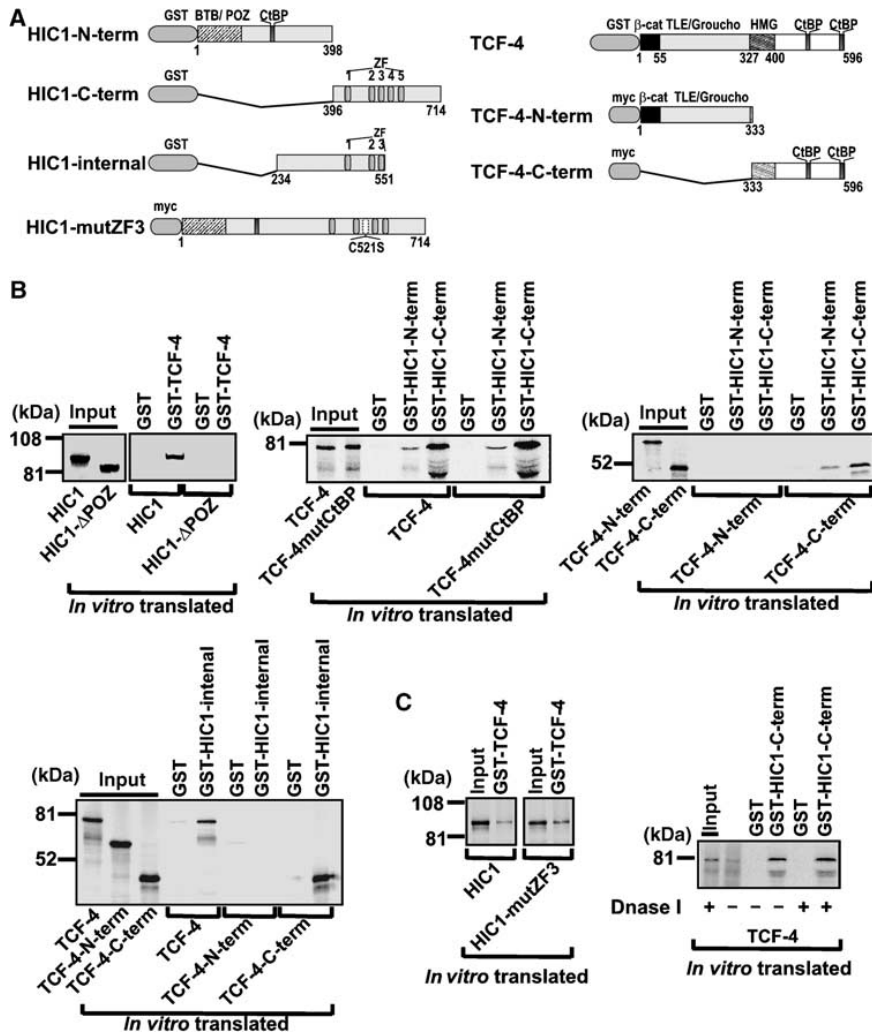 A
GST BTB/ POZ CtBP
HIC1-N-term
1 398
GST ZF
1 2 3 4 5
HIC1-C-term
396 714
GST ZF
1 2 3
HIC1-internal
234 551
myc
HIC1-mutZF3
1 714
C521S
GST β-cat TLE/Groucho HMG CtBP CtBP
TCF-4
1 55 327 400 596
myc β-cat TLE/Groucho
TCF-4-N-term
1 333
myc CtBP CtBP
TCF-4-C-term
333 596
B
(kDa)
Input
GST
GST-TCF-4
GST
GST-TCF-4
108
81
HIC1
HIC1-ΔPOZ
HIC1
HIC1-ΔPOZ
In vitro translated
(kDa)
Input
GST
GST-HIC1-N-term
GST-HIC1-C-term
GST
GST-HIC1-N-term
GST-HIC1-C-term
81
TCF-4
TCF-4mutCtBP
TCF-4
TCF-4mutCtBP
In vitro translated
(kDa)
Input
GST
GST-HIC1-N-term
GST-HIC1-C-term
GST
GST-HIC1-N-term
GST-HIC1-C-term
52
TCF-4-N-term
TCF-4-C-term
TCF-4-N-term
TCF-4-C-term
In vitro translated
(kDa)
Input
GST
GST-HIC1-intenal
GST
GST-HIC1-internal
GST
GST-HIC1-internal
81
52
TCF-4
TCF-4-N-term
TCF-4-C-term
TCF-4
TCF-4-N-term
TCF-4-C-term
In vitro translated
C
(kDa)
Input
GST-TCF-4
Input
GST-TCF-4
108
81
HIC1
HIC1-mutZF3
In vitro translated
(kDa)
Input
GST
GST-HIC1-C-term
GST
GST-HIC1-C-term
81
Dnase I + - - - + +
TCF-4
In vitro translated